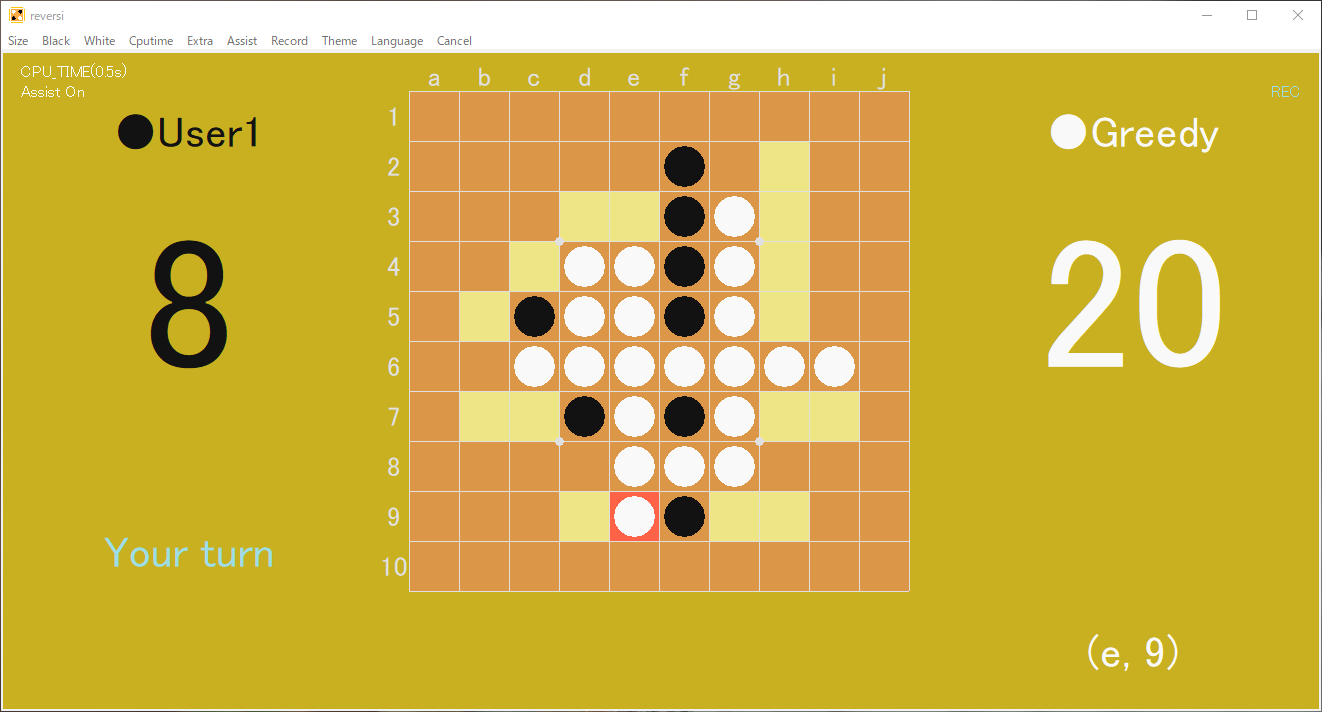 reversi
Size Black White Cputime Extra Assist Record Theme Language Cancel
CPU_TIME(0.5s)
Assist On
REC
User1
Greedy
8
20
a b c d e f g h i j
1
2
3
4
5
6
7
8
9
10
Your turn
(e, 9)